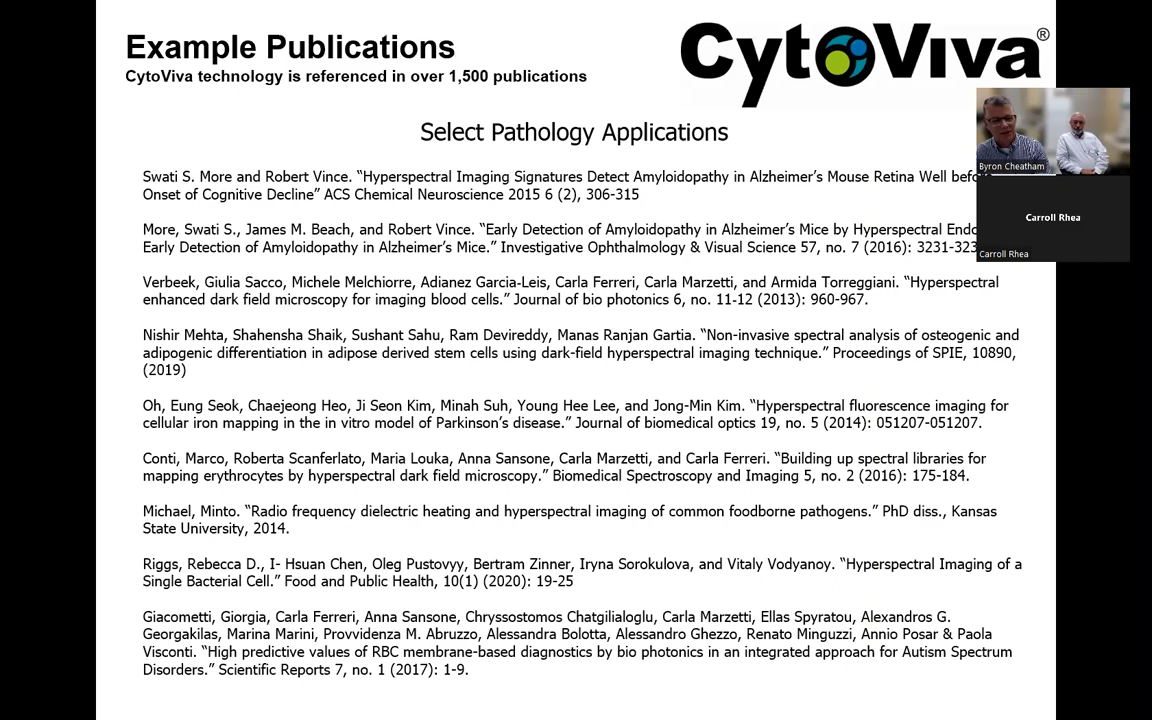 Example Publications
CytoViva technology is referenced in over 1,500 publications
CytoViva®
Select Pathology Applications
Byron Cheatham
Carroll Rhea
Carroll Rhea
Swati S. More and Robert Vince. “Hyperspectral Imaging Signatures Detect Amyloidopathy in Alzheimer’s Mouse Retina Well
Onset of Cognitive Decline” ACS Chemical Neuroscience 2015 6 (2), 306-315
More, Swati S., James M. Beach, and Robert Vince. “Early Detection of Amyloidopathy in Alzheimer’s Mice by Hyperspectral
Early Detection of Amyloidopathy in Alzheimer’s Mice.” Investigative Ophthalmology & Visual Science 57, no. 7 (2016):
Verbeek, Giulia Sacco, Michele Melchiorre, Adianez Garcia-Leis, Carla Ferreri, Carla Marzetti, and Armida Torreggiani. “Hyperspectral
enhanced dark field microscopy for imaging blood cells.” Journal of bio photonics 6, no. 11-12 (2013): 960-967.
Nishir Mehta, Shahensha Shaik, Sushant Sahu, Ram Devireddy, Manas Ranjan Gartia. “Non-invasive spectral analysis of osteogenic and
adipogenic differentiation in adipose derived stem cells using dark-field hyperspectral imaging technique.” Proceedings of SPIE, 10890,
(2019)
Oh, Eung Seok, Chaejeong Heo, Ji Seon Kim, Minah Suh, Young Hee Lee, and Jong-Min Kim. “Hyperspectral fluorescence imaging for
cellular iron mapping in the in vitro model of Parkinson’s disease.” Journal of biomedical optics 19, no. 5 (2014): 051207-051207.
Conti, Marco, Roberta Scanferlato, Maria Louka, Anna Sansone, Carla Marzetti, and Carla Ferreri. “Building up spectral libraries for
mapping erythrocytes by hyperspectral dark field microscopy.” Biomedical Spectroscopy and Imaging 5, no. 2 (2016): 175-184.
Michael, Minto. “Radio frequency dielectric heating and hyperspectral imaging of common foodborne pathogens.” PhD diss., Kansas
State University, 2014.
Riggs, Rebecca D., I- Hsuan Chen, Oleg Pustovyy, Bertram Zinner, Iryna Sorokulova, and Vitaly Vodyanoy. “Hyperspectral Imaging of a
Single Bacterial Cell.” Food and Public Health, 10(1) (2020): 19-25
Giacometti, Giorgia, Carla Ferreri, Anna Sansone, Chryssostomos Chatgilialoglu, Carla Marzetti, Ellas Spyratou, Alexandros G.
Georgakilas, Marina Marini, Provvidenza M. Abruzzo, Alessandra Bolotta, Alessandro Ghezzo, Renato Minguzzi, Annio Posar & Paola
Visconti. “High predictive values of RBC membrane-based diagnostics by bio photonics in an integrated approach for Autism Spectrum
Disorders.” Scientific Reports 7, no. 1 (2017): 1-9.